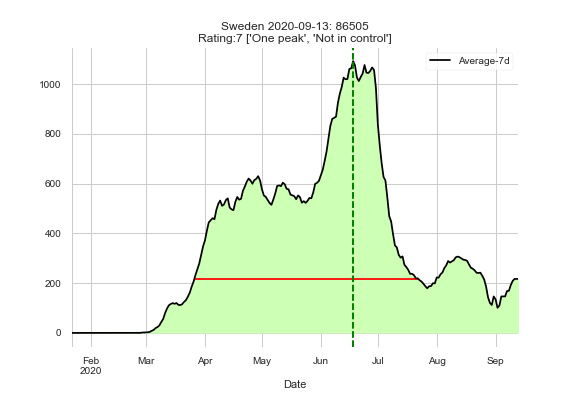 Sweden 2020-09-13: 86505
Rating:7 ['One peak', 'Not in control']
Average-7d
1000
800
600
400
200
0
Feb Mar Apr May Jun Jul Aug Sep
2020
Date